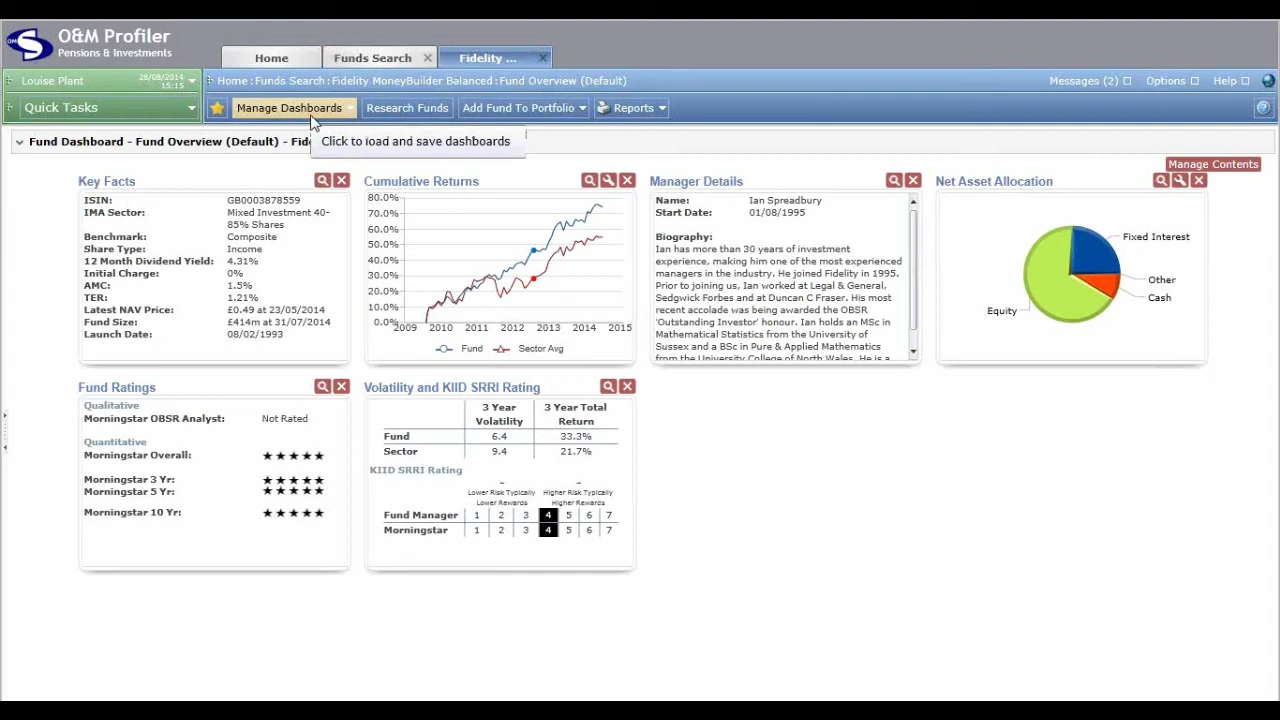 O&M Profiler
Pensions & Investments
Home
Funds Search
Fidelity ...
Louise Plant
28/08/2014
15:15
Home : Funds Search : Fidelity MoneyBuilder Balanced : Fund Overview (Default)
Messages (2)
Options
Help
Quick Tasks
Manage Dashboards
Research Funds
Add Fund To Portfolio
Reports
Fund Dashboard - Fund Overview (Default) -
Click to load and save dashboards
Manage Contents
Key Facts
ISIN: GB0003878559
IMA Sector: Mixed Investment 40-
85% Shares
Benchmark: Composite
Share Type: Income
12 Month Dividend Yield: 4.31%
Initial Charge: 0%
AMC: 1.5%
TER: 1.21%
Latest NAV Price: £0.49 at 23/05/2014
Fund Size: £414m at 31/07/2014
Launch Date: 08/02/1993
Cumulative Returns
80.0%
70.0%
60.0%
50.0%
40.0%
30.0%
20.0%
10.0%
0.0%
2009 2010 2011 2012 2013 2014 2015
Fund Sector Avg
Manager Details
Name: Ian Spreadbury
Start Date: 01/08/1995
Biography:
Ian has more than 30 years of investment
experience, making him one of the most experienced
managers in the industry. He joined Fidelity in 1995.
Prior to joining us, Ian worked at Legal & General,
Sedgwick Forbes and at Duncan C Fraser. His most
recent accolade was being awarded the OBSR
'Outstanding Investor' honour. Ian holds an MSc in
Mathematical Statistics from the University of
Sussex and a BSc in Pure & Applied Mathematics
from the University College of North Wales. He is a
Net Asset Allocation
Fixed Interest
Other
Cash
Equity
Fund Ratings
Qualitative
Morningstar OBSR Analyst: Not Rated
Quantitative
Morningstar Overall: ★★★★★
Morningstar 3 Yr: ★★★★★
Morningstar 5 Yr: ★★★★★
Morningstar 10 Yr: ★★★★★
Volatility and KIID SRRI Rating
3 Year 3 Year Total
Volatility Return
Fund 6.4 33.3%
Sector 9.4 21.7%
KIID SRRI Rating
Lower Risk Typically Higher Risk Typically
Lower Rewards Higher Rewards
Fund Manager 1 2 3 4 5 6 7
Morningstar 1 2 3 4 5 6 7